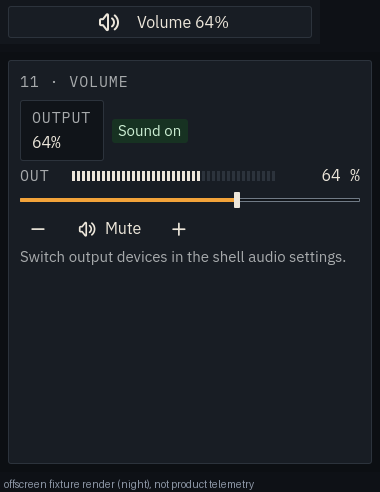 Volume 64%
11 · VOLUME
OUTPUT
64%
Sound on
OUT 64 %
− Mute +
Switch output devices in the shell audio settings.
offscreen fixture render (night), not product telemetry